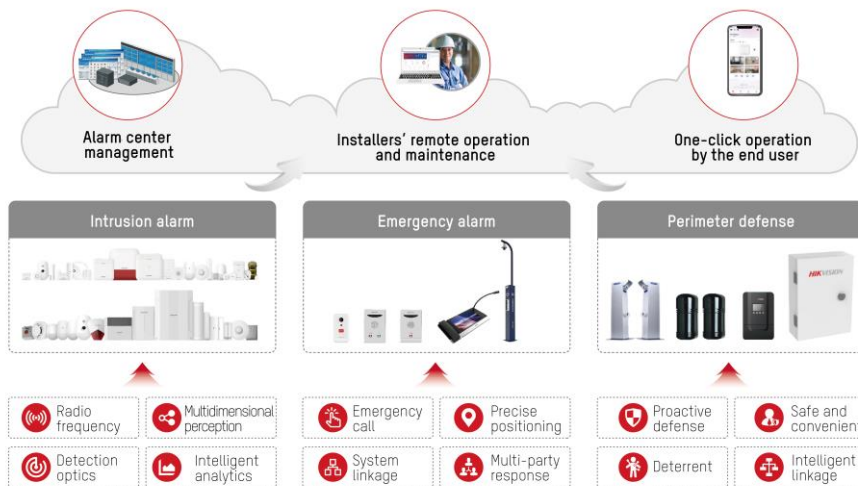 Alarm center
management
Installers' remote operation
and maintenance
One-click operation
by the end user
Intrusion alarm
Emergency alarm
Perimeter defense
HIKVISION
Radio
frequency
Multidimensional
perception
Detection
optics
Intelligent
analytics
Emergency
call
Precise
positioning
System
linkage
Multi-party
response
Proactive
defense
Safe and
convenient
Deterrent
Intelligent
linkage